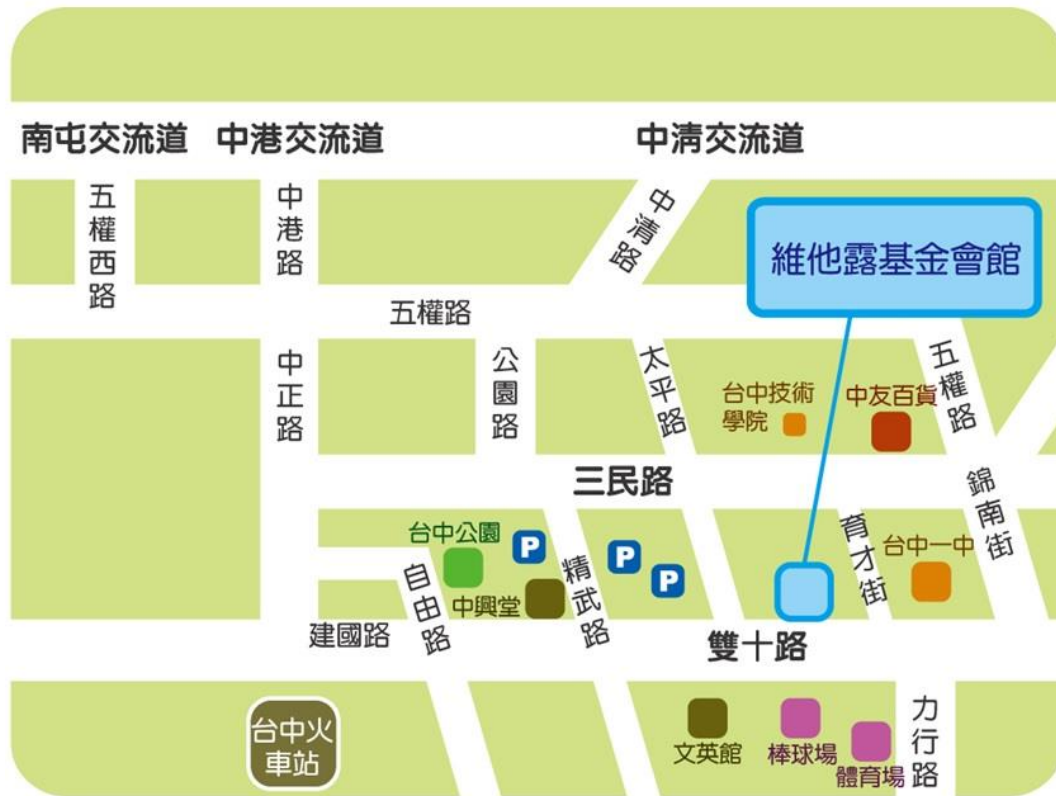 南屯交流道
中港交流道
中清交流道
五權西路
中港路
中清路
維他露基金會館
五權路
中正路
公園路
太平路
台中技術
學院
中友百貨
五權路
三民路
錦南街
台中公園
P
P
P
育才街
台中一中
自由路
中興堂
精武路
建國路
雙十路
台中火
車站
文英館
棒球場
體育場
力行路